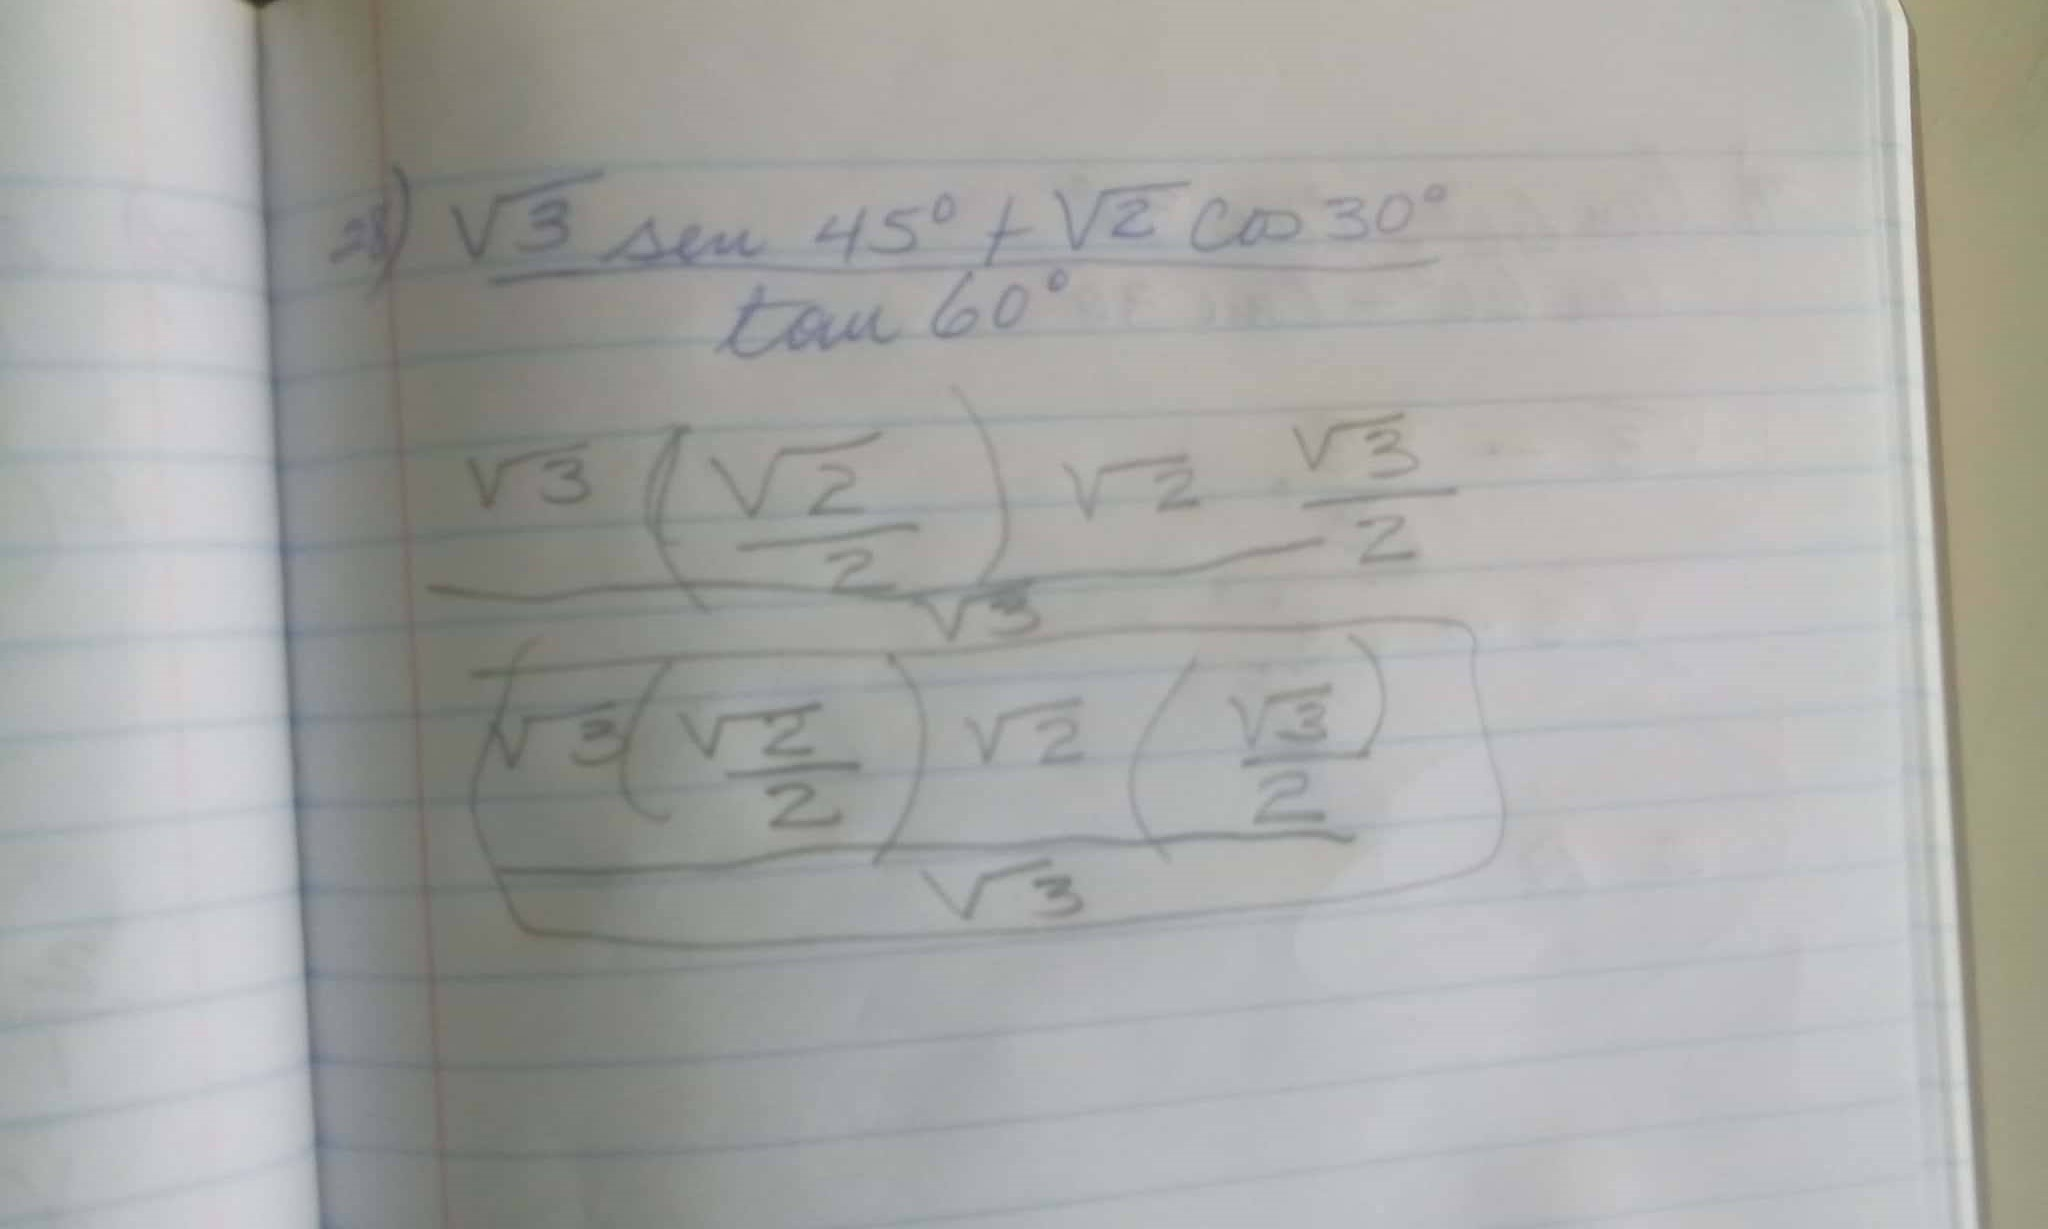 28) √3 sen 45° + √2 cos 30°
tan 60°
√3 (√2/2) √2 √3/2
√3
√3 (√2/2) √2 (√3/2)
√3